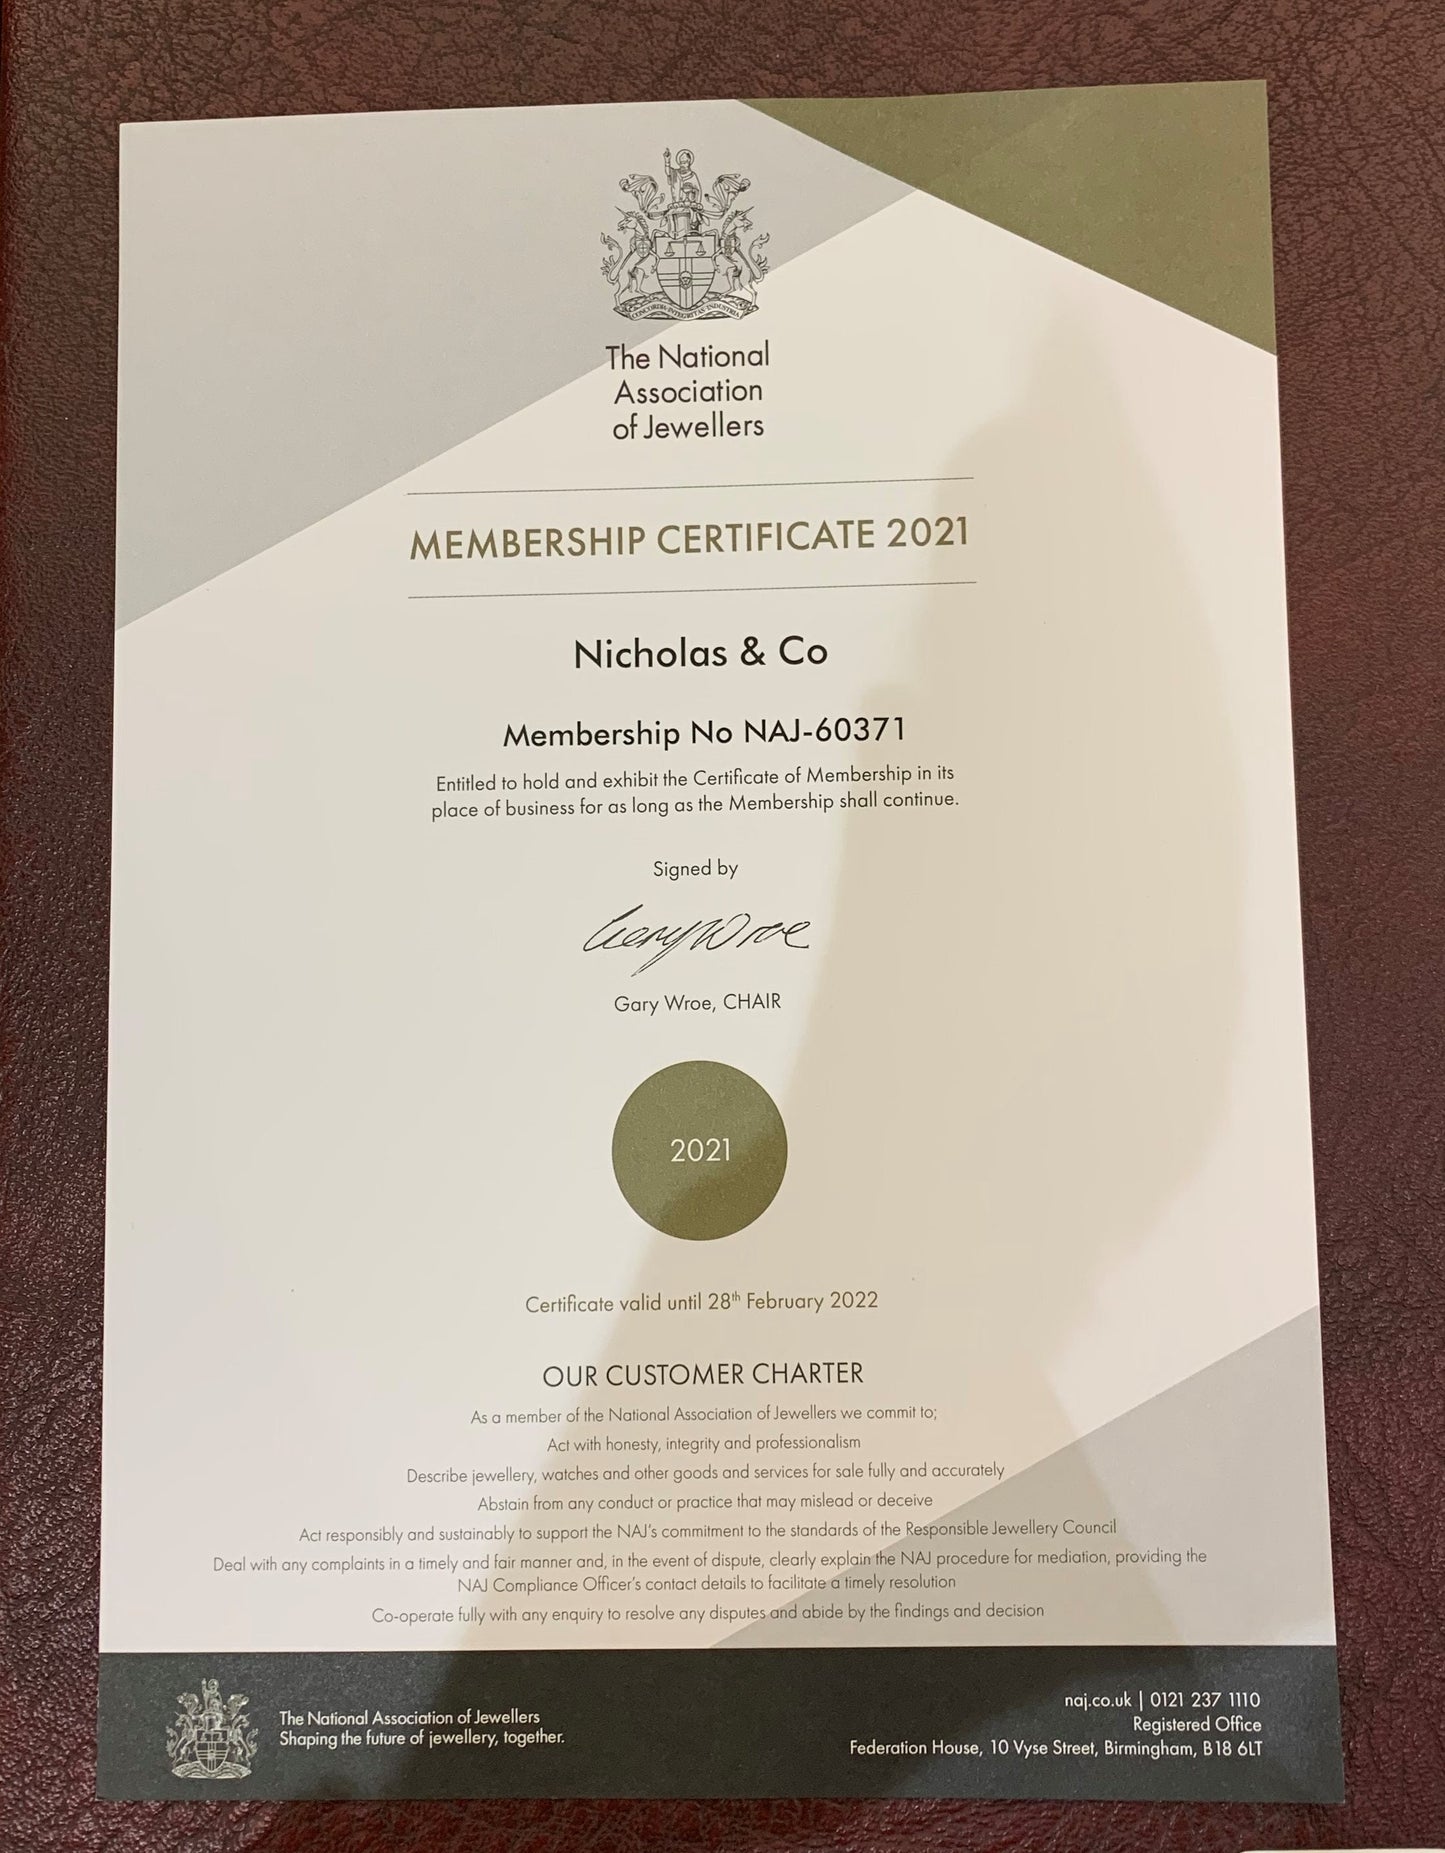 CONCORDIA INTEGRITAS INDUSTRIA
The National
Association
of Jewellers
MEMBERSHIP CERTIFICATE 2021
Nicholas & Co
Membership No NAJ-60371
Entitled to hold and exhibit the Certificate of Membership in its
place of business for as long as the Membership shall continue.
Signed by
Gary Wroe
Gary Wroe, CHAIR
2021
Certificate valid until 28th February 2022
OUR CUSTOMER CHARTER
As a member of the National Association of Jewellers we commit to;
Act with honesty, integrity and professionalism
Describe jewellery, watches and other goods and services for sale fully and accurately
Abstain from any conduct or practice that may mislead or deceive
Act responsibly and sustainably to support the NAJ's commitment to the standards of the Responsible Jewellery Council
Deal with any complaints in a timely and fair manner and, in the event of dispute, clearly explain the NAJ procedure for mediation, providing the
NAJ Compliance Officer's contact details to facilitate a timely resolution
Co-operate fully with any enquiry to resolve any disputes and abide by the findings and decision
The National Association of Jewellers
Shaping the future of jewellery, together.
naj.co.uk | 0121 237 1110
Registered Office
Federation House, 10 Vyse Street, Birmingham, B18 6LT